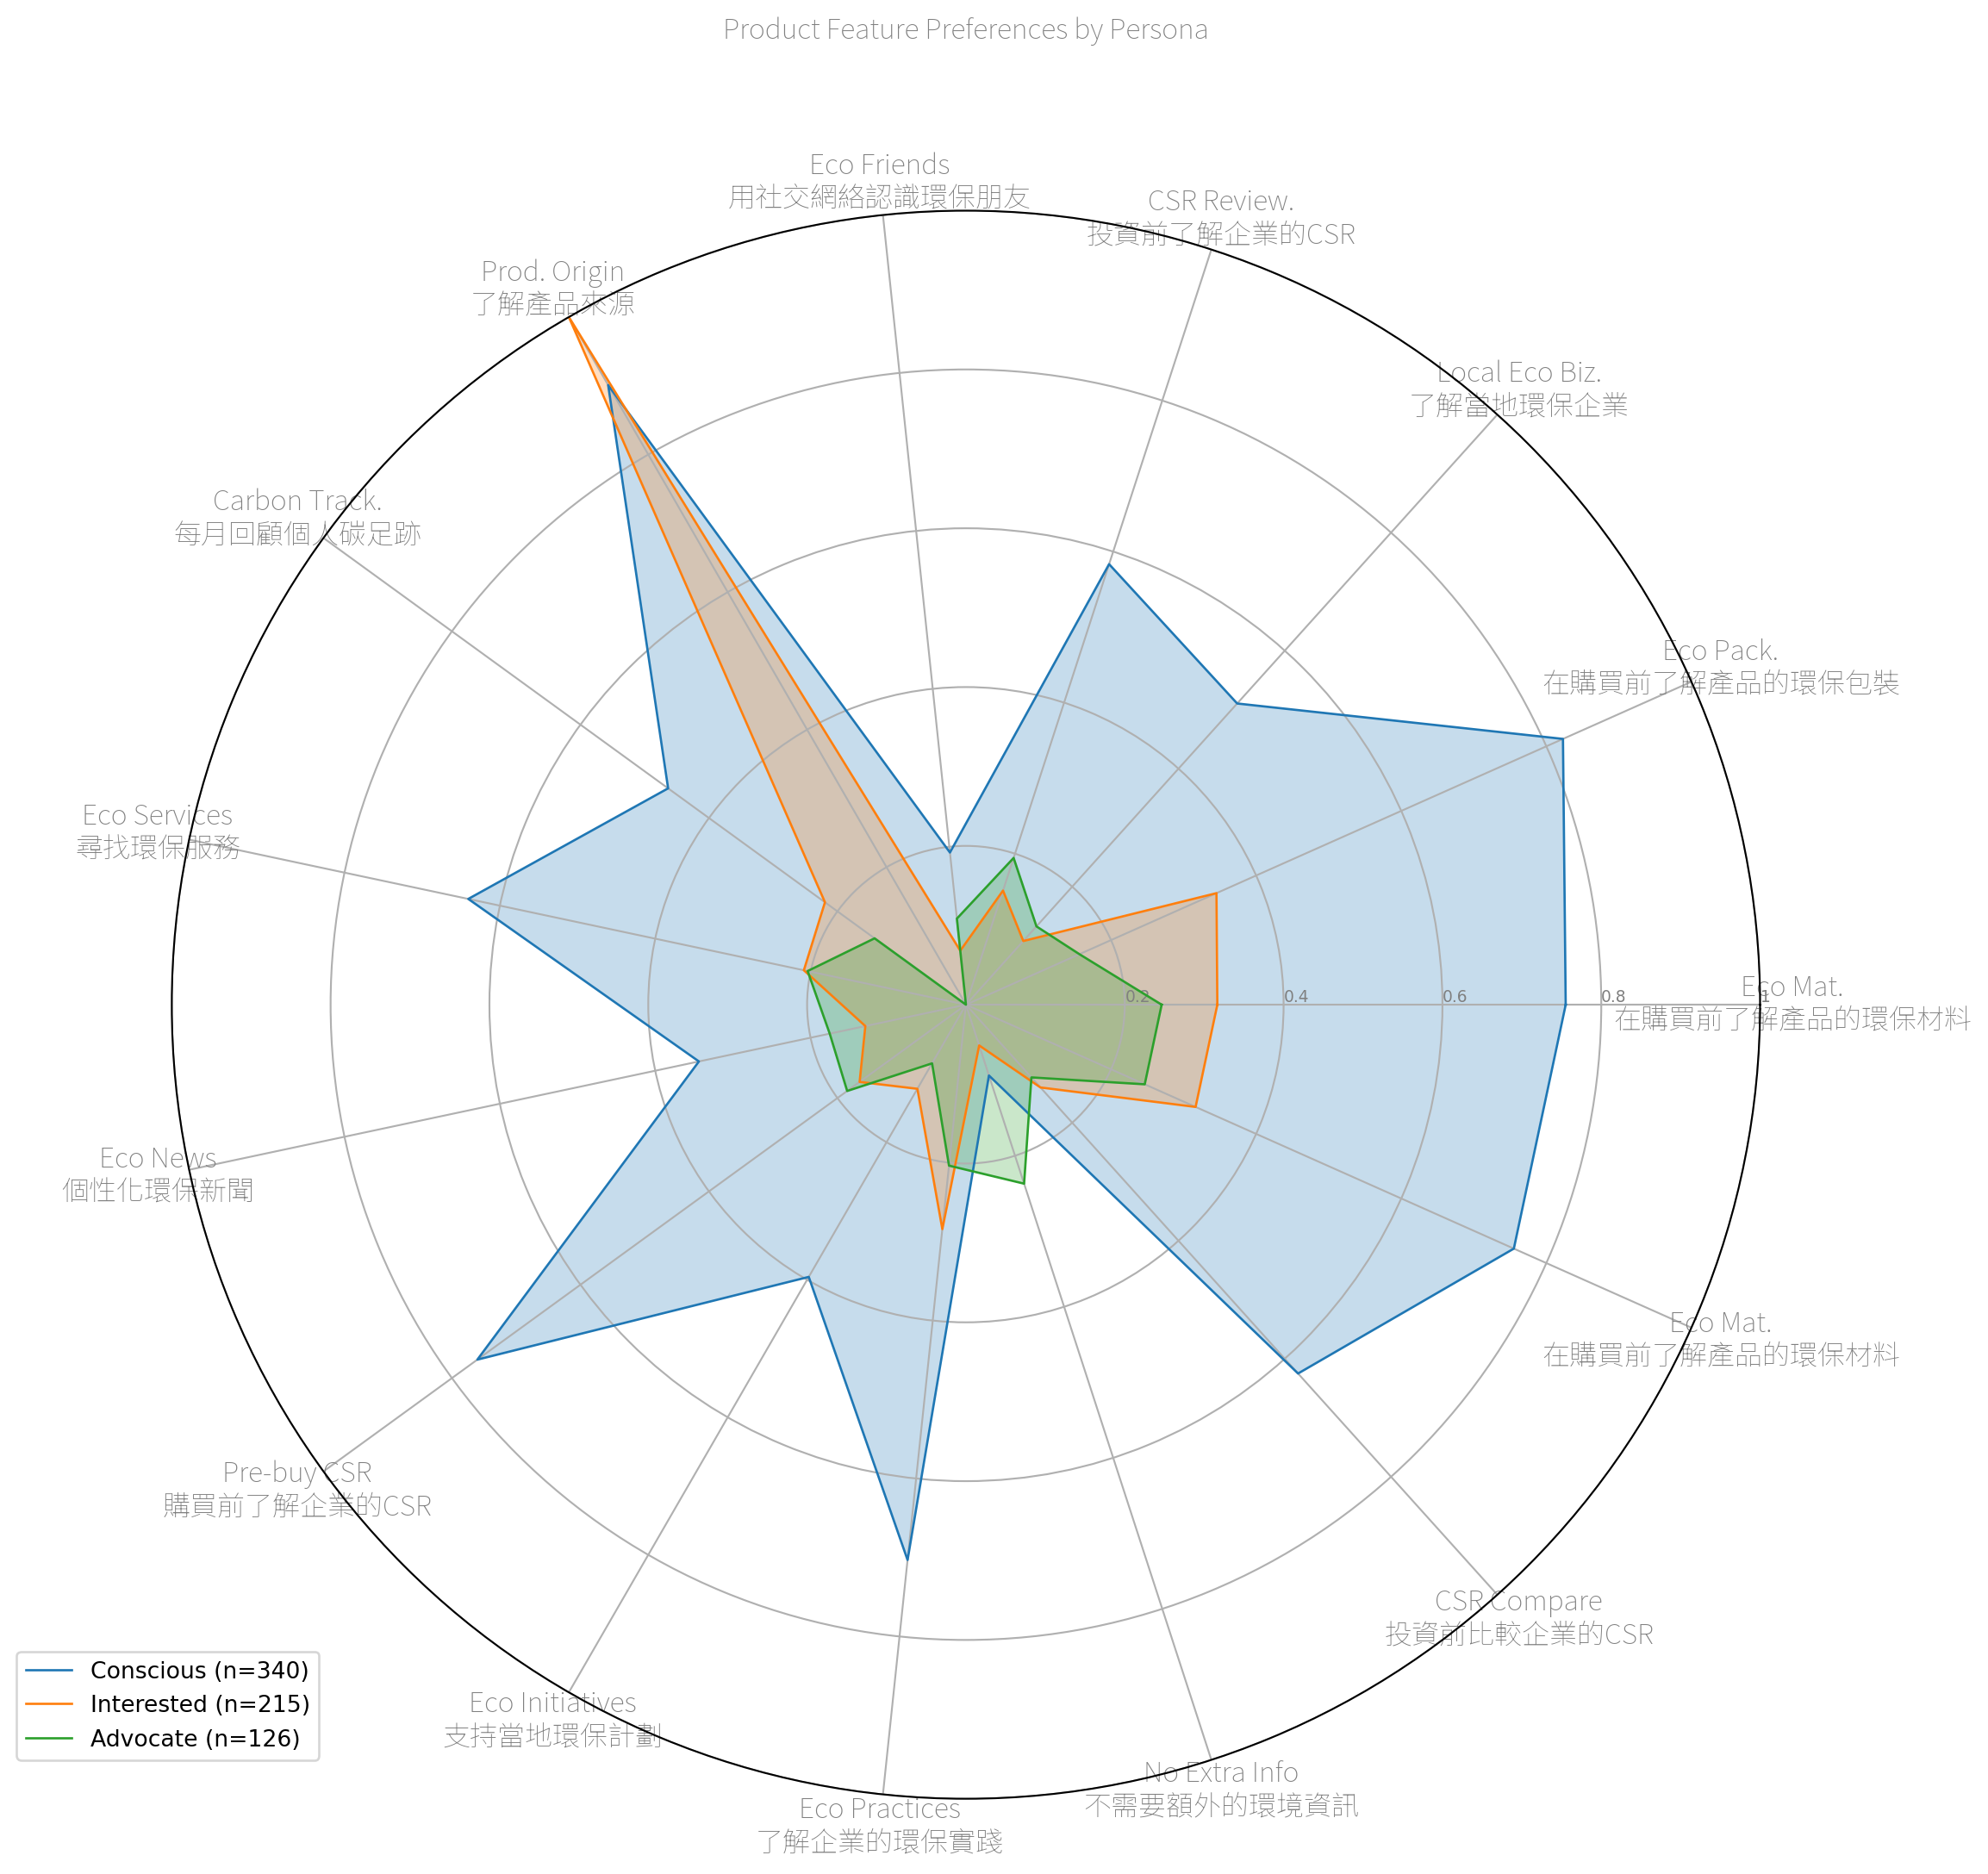 Product Feature Preferences by Persona
Eco Friends
用社交網絡認識環保朋友
CSR Review.
投資前了解企業的CSR
Prod. Origin
了解產品來源
Local Eco Biz.
了解當地環保企業
Carbon Track.
每月回顧個人碳足跡
Eco Pack.
在購買前了解產品的環保包裝
Eco Services
尋找環保服務
Eco Mat.
在購買前了解產品的環保材料
0.2
0.4
0.6
0.8
1
Eco News
個性化環保新聞
Eco Mat.
在購買前了解產品的環保材料
Pre-buy CSR
購買前了解企業的CSR
CSR Compare
投資前比較企業的CSR
Eco Initiatives
支持當地環保計劃
No Extra Info
不需要額外的環境資訊
Eco Practices
了解企業的環保實踐
Conscious (n=340)
Interested (n=215)
Advocate (n=126)